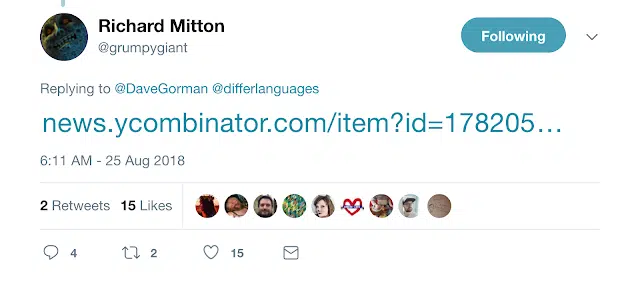 Richard Mitton
@grumpygiant
Following
Replying to @DaveGorman @differlanguages
news.ycombinator.com/item?id=178205…
6:11 AM - 25 Aug 2018
2 Retweets 15 Likes
4 2 15